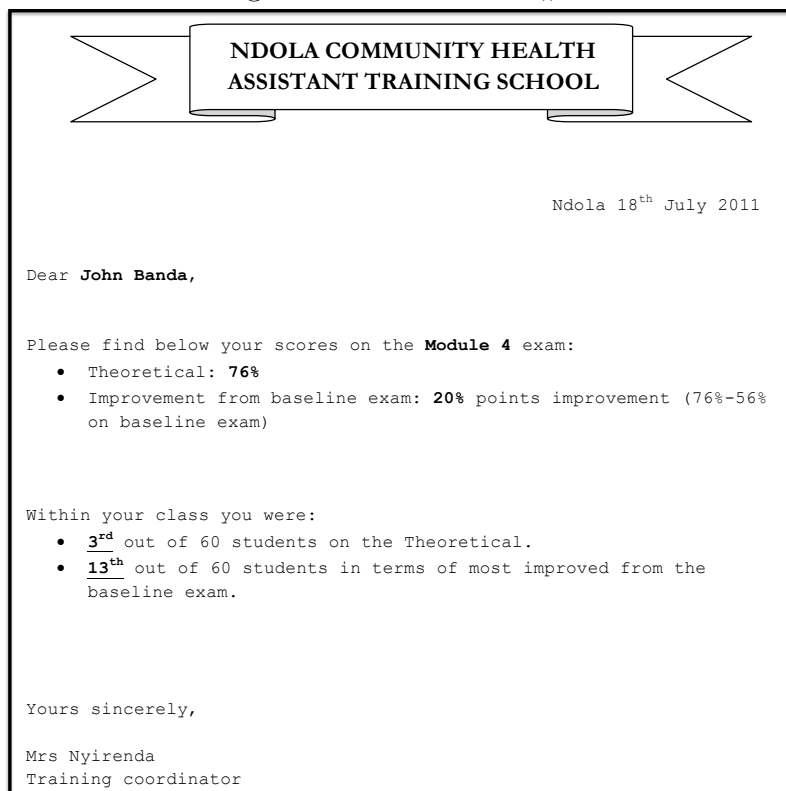 NDOLA COMMUNITY HEALTH
ASSISTANT TRAINING SCHOOL
Ndola 18th July 2011
Dear John Banda,
Please find below your scores on the Module 4 exam:
• Theoretical: 76%
• Improvement from baseline exam: 20% points improvement (76%-56%
on baseline exam)
Within your class you were:
• 3rd out of 60 students on the Theoretical.
• 13th out of 60 students in terms of most improved from the
baseline exam.
Yours sincerely,
Mrs Nyirenda
Training coordinator